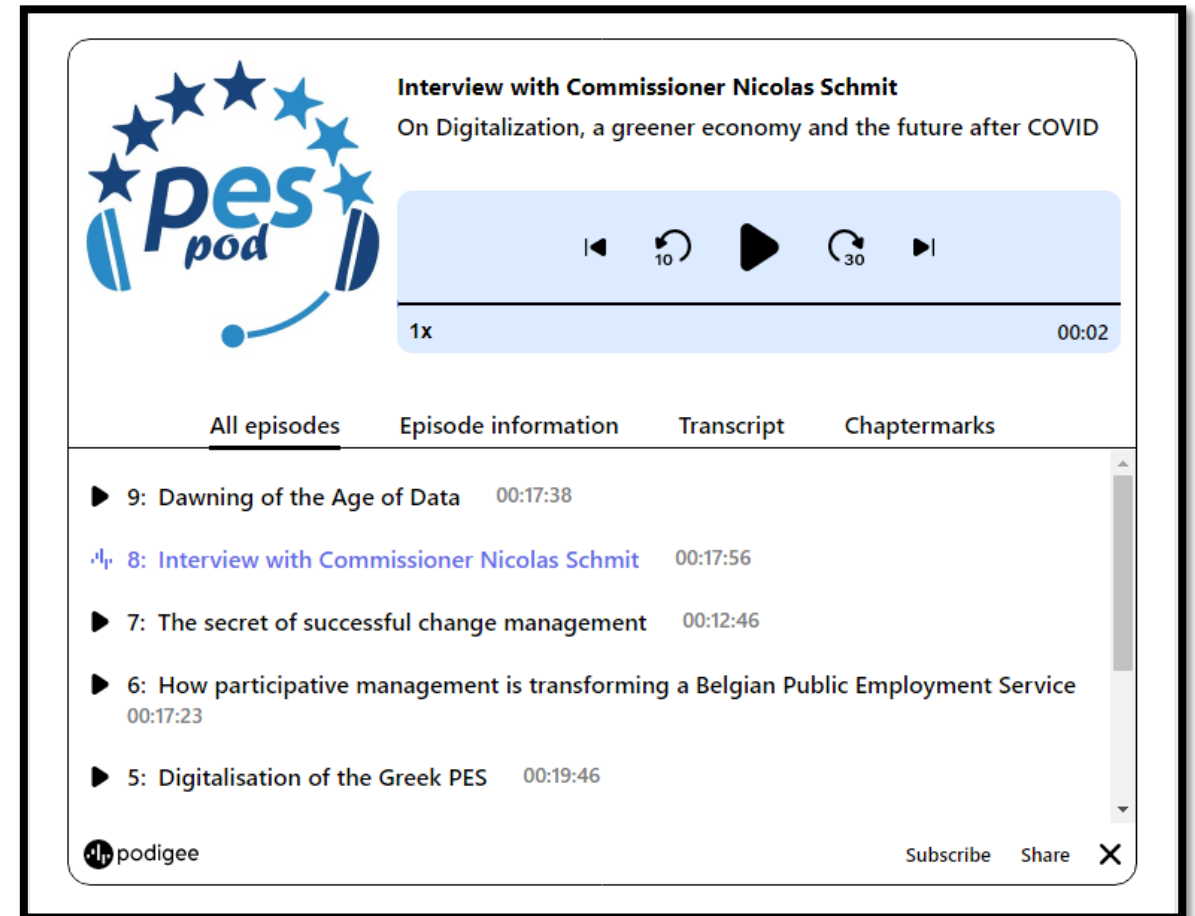 pes
pod
Interview with Commissioner Nicolas Schmit
On Digitalization, a greener economy and the future after COVID
10
30
1x
00:02
All episodes Episode information Transcript Chaptermarks
9: Dawning of the Age of Data 00:17:38
8: Interview with Commissioner Nicolas Schmit 00:17:56
7: The secret of successful change management 00:12:46
6: How participative management is transforming a Belgian Public Employment Service
00:17:23
5: Digitalisation of the Greek PES 00:19:46
podigee
Subscribe Share